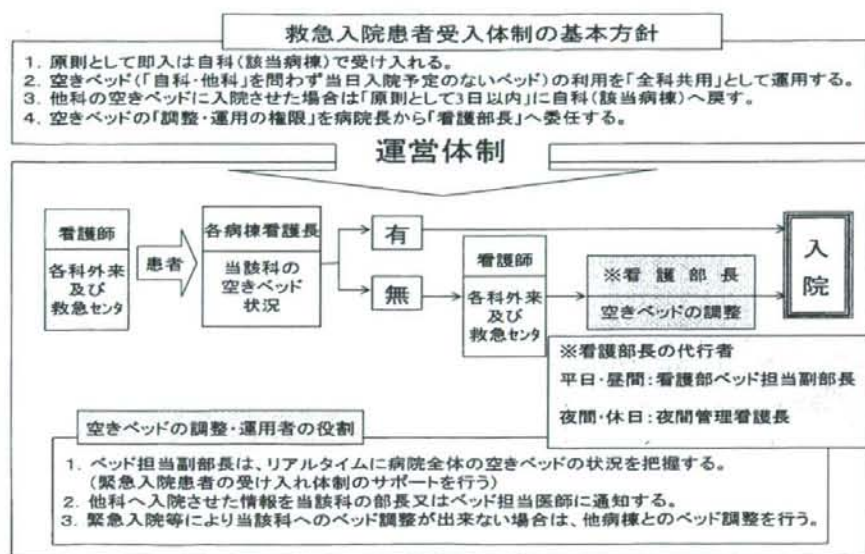 救急入院患者受入体制の基本方針
1. 原則として即入は自科(該当病棟)で受け入れる。
2. 空きベッド(「自科・他科」を問わず当日入院予定のないベッド)の利用を「全科共用」として運用する。
3. 他科の空きベッドに入院させた場合は「原則として3日以内」に自科(該当病棟)へ戻す。
4. 空きベッドの「調整・運用の権限」を病院長から「看護部長」へ委任する。
運営体制
看護師
各科外来
及び
救急センタ
患者
各病棟看護長
当該科の
空きベッド
状況
有
無
看護師
各科外来
及び
救急センタ
※看護部長
空きベッドの調整
入
院
※看護部長の代行者
平日・昼間:看護部ベッド担当副部長
夜間・休日:夜間管理看護長
空きベッドの調整・運用者の役割
1. ベッド担当副部長は、リアルタイムに病院全体の空きベッドの状況を把握する。
(緊急入院患者の受け入れ体制のサポートを行う)
2. 他科へ入院させた情報を当該科の部長又はベッド担当医師に通知する。
3. 緊急入院等により当該科へのベッド調整が出来ない場合は、他病棟とのベッド調整を行う。